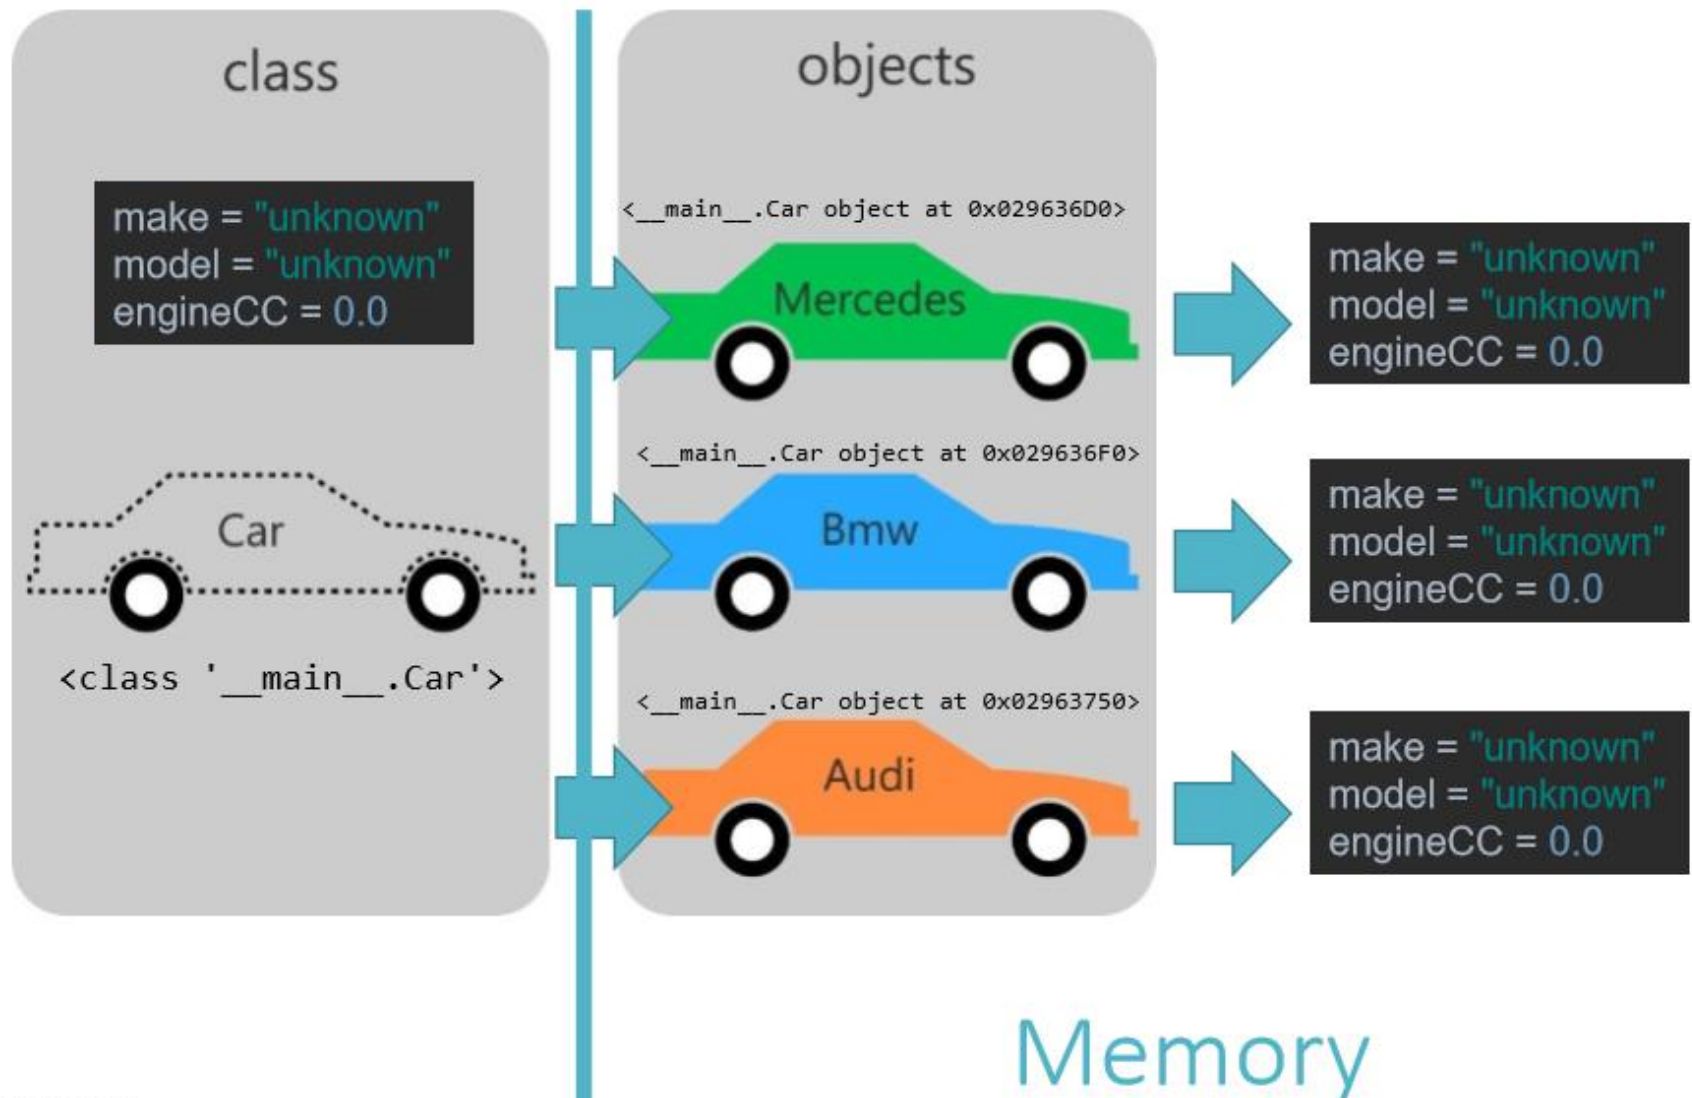 class
make = "unknown"
model = "unknown"
engineCC = 0.0
Car
<class '__main__.Car'>
objects
<__main__.Car object at 0x029636D0>
Mercedes
make = "unknown"
model = "unknown"
engineCC = 0.0
<__main__.Car object at 0x029636F0>
Bmw
make = "unknown"
model = "unknown"
engineCC = 0.0
<__main__.Car object at 0x02963750>
Audi
make = "unknown"
model = "unknown"
engineCC = 0.0
Memory